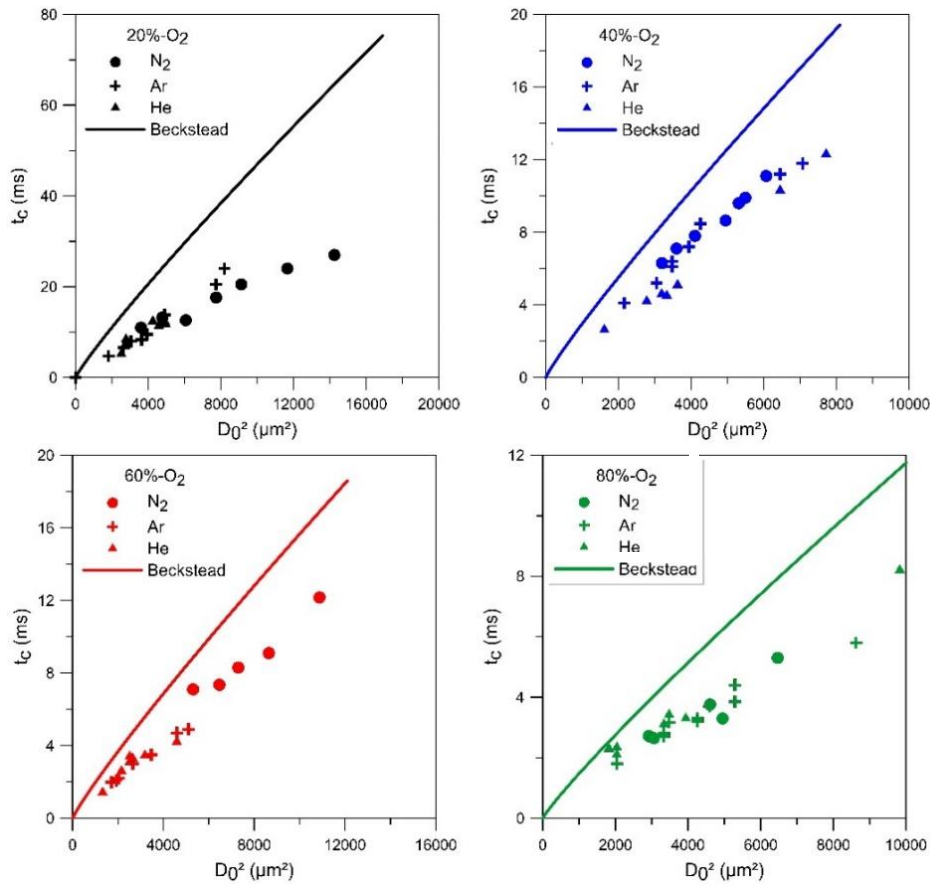 20%-O₂
N₂
Ar
He
Beckstead
80
60
40
20
0
t_c (ms)
0 4000 8000 12000 16000 20000
D₀² (µm²)
40%-O₂
N₂
Ar
He
Beckstead
20
16
12
8
4
0
t_c (ms)
0 2000 4000 6000 8000 10000
D₀² (µm²)
60%-O₂
N₂
Ar
He
Beckstead
20
16
12
8
4
0
t_c (ms)
0 4000 8000 12000 16000
D₀² (µm²)
80%-O₂
N₂
Ar
He
Beckstead
12
8
4
0
t_c (ms)
0 2000 4000 6000 8000 10000
D₀² (µm²)